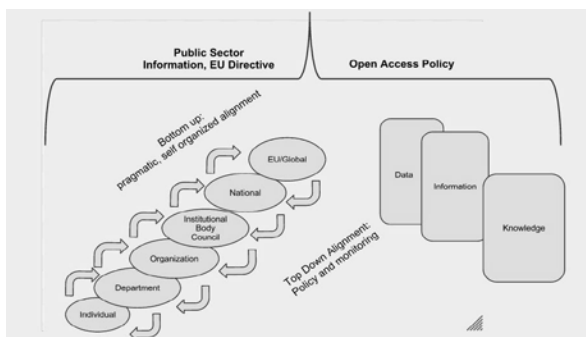 Public Sector
Information, EU Directive
Open Access Policy
Bottom up:
pragmatic, self organized alignment
EU/Global
National
Institutional
Body
Council
Organization
Department
Individual
Data
Information
Knowledge
Top Down Alignment:
Policy and monitoring